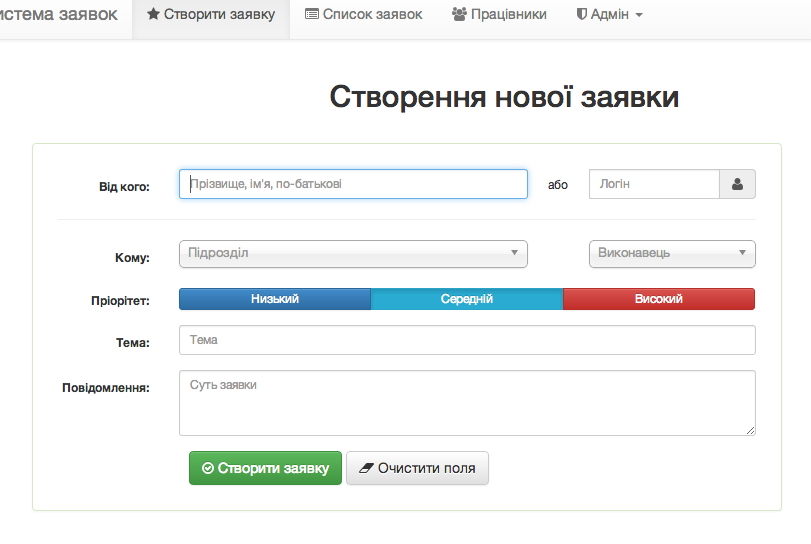 истема заявок Створити заявку Список заявок Працівники Адмін
Створення нової заявки
Від кого: Прізвище, ім'я, по-батькові або Логін
Кому: Підрозділ Виконавець
Пріорітет: Низький Середній Високий
Тема: Тема
Повідомлення: Суть заявки
Створити заявку Очистити поля